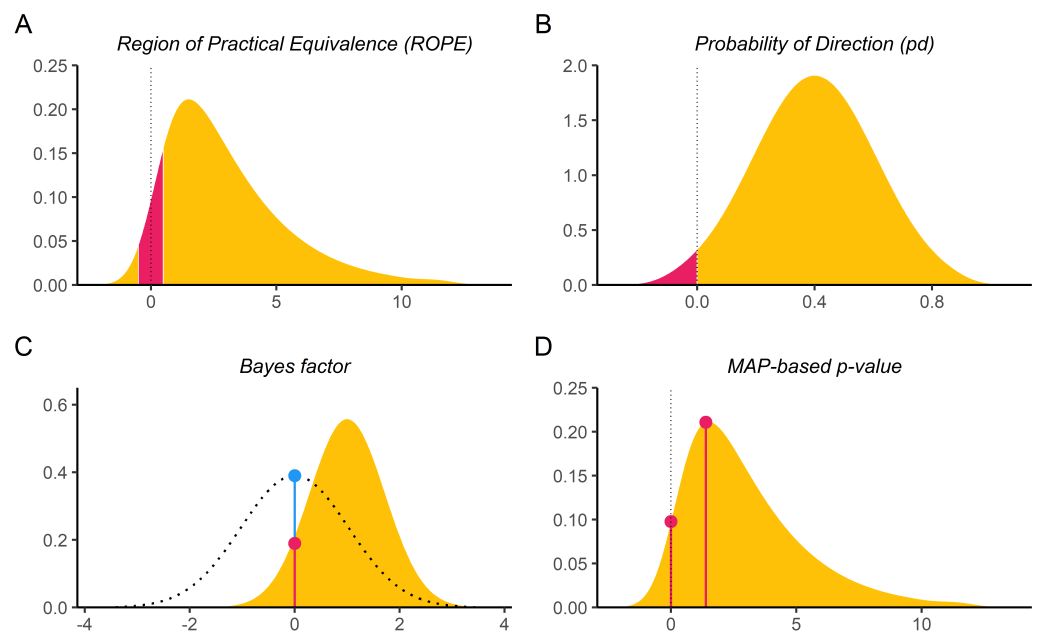 A
Region of Practical Equivalence (ROPE)
0.25
0.20
0.15
0.10
0.05
0.00
0 5 10
B
Probability of Direction (pd)
2.0
1.5
1.0
0.5
0.0
0.0 0.4 0.8
C
Bayes factor
0.6
0.4
0.2
0.0
-4 -2 0 2 4
D
MAP-based p-value
0.25
0.20
0.15
0.10
0.05
0.00
0 5 10